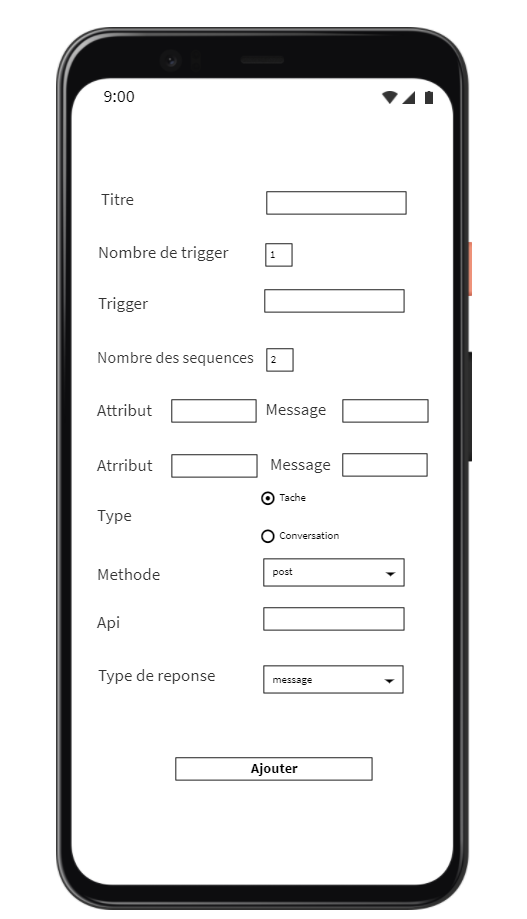 9:00
Titre
Nombre de trigger 1
Trigger
Nombre des sequences 2
Attribut Message
Atrribut Message
Tache
Type
Conversation
Methode post
Api
Type de reponse message
Ajouter